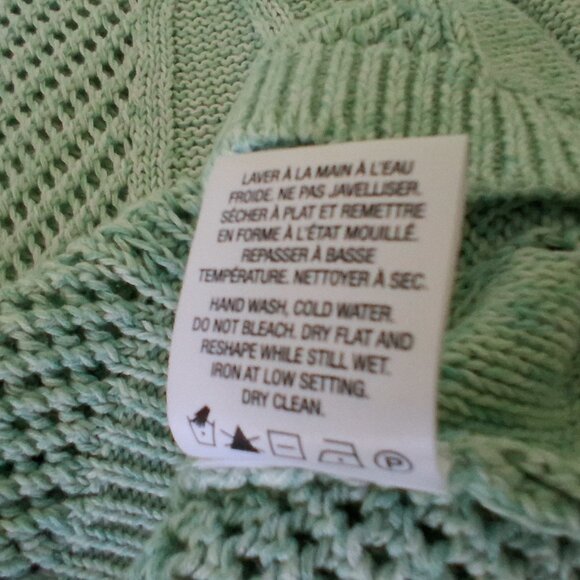 LAVER À LA MAIN À L'EAU
FROIDE. NE PAS JAVELLISER.
SÉCHER À PLAT ET REMETTRE
EN FORME À L'ÉTAT MOUILLÉ.
REPASSER À BASSE
TEMPÉRATURE. NETTOYER À SEC.
HAND WASH, COLD WATER.
DO NOT BLEACH. DRY FLAT AND
RESHAPE WHILE STILL WET.
IRON AT LOW SETTING.
DRY CLEAN.
P